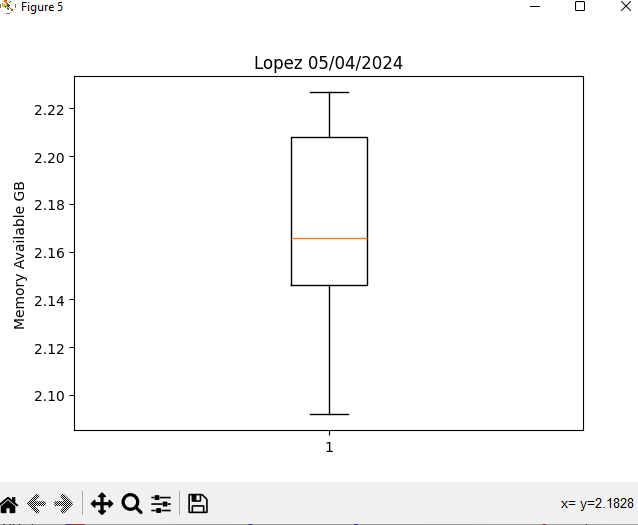 Figure 5
Lopez 05/04/2024
2.22
2.20
2.18
2.16
2.14
2.12
2.10
Memory Available GB
1
x= y=2.1828